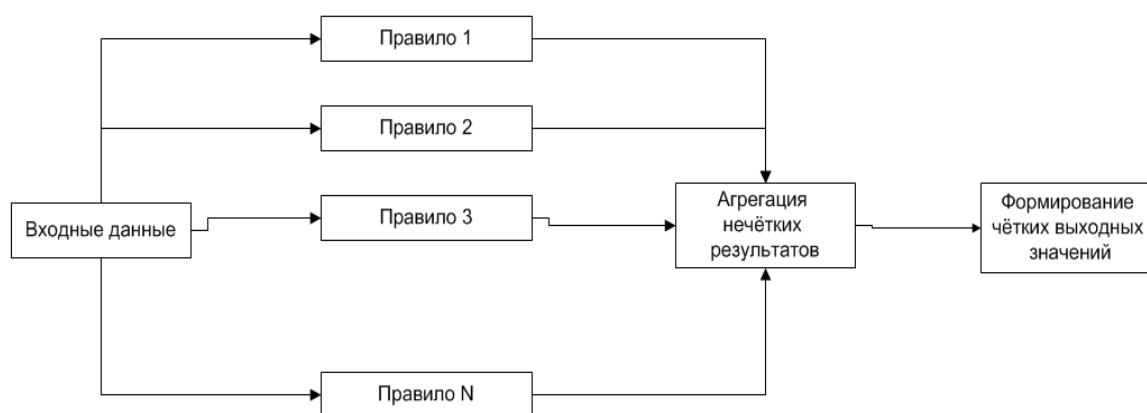 Правило 1
Правило 2
Входные данные
Правило 3
Правило N
Агрегация
нечётких
результатов
Формирование
чётких выходных
значений